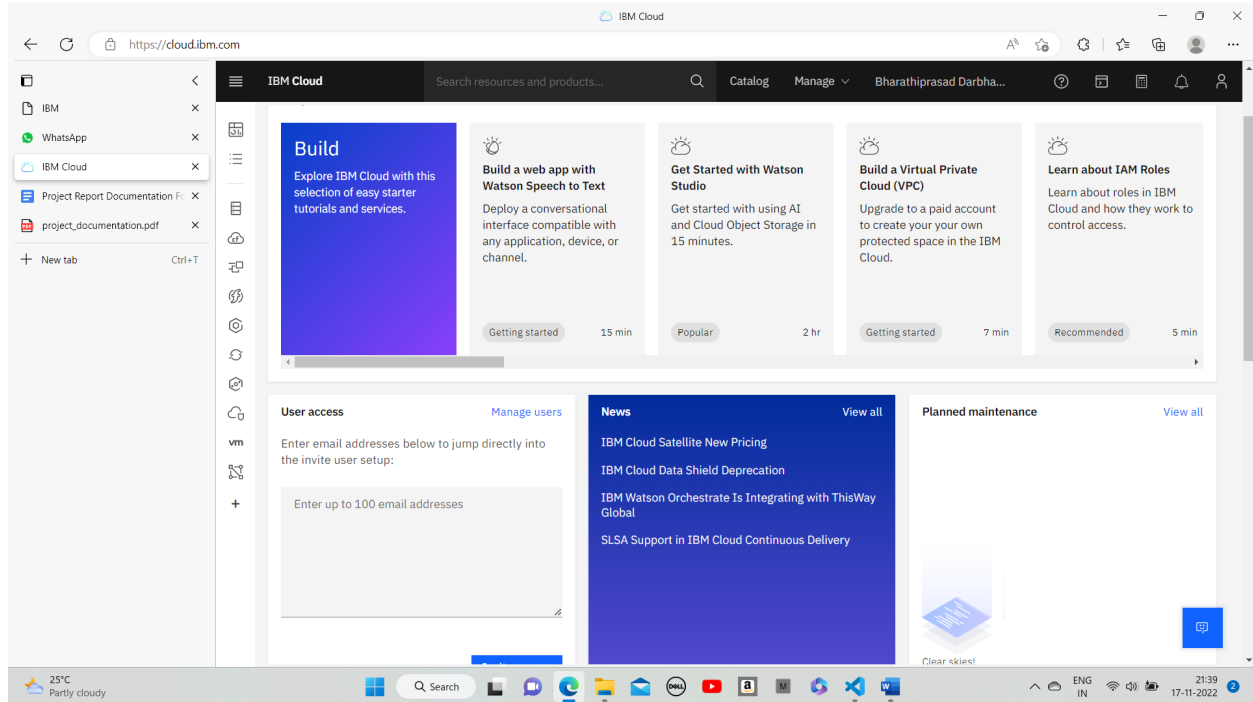 IBM Cloud
https://cloud.ibm.com
IBM
WhatsApp
IBM Cloud
Project Report Documentation Fo
project_documentation.pdf
New tab Ctrl+T
IBM Cloud Search resources and products... Catalog Manage Bharathiprasad Darbha...
Build
Explore IBM Cloud with this
selection of easy starter
tutorials and services.
Build a web app with
Watson Speech to Text
Deploy a conversational
interface compatible with
any application, device, or
channel.
Getting started 15 min
Get Started with Watson
Studio
Get started with using AI
and Cloud Object Storage in
15 minutes.
Popular 2 hr
Build a Virtual Private
Cloud (VPC)
Upgrade to a paid account
to create your your own
protected space in the IBM
Cloud.
Getting started 7 min
Learn about IAM Roles
Learn about roles in IBM
Cloud and how they work to
control access.
Recommended 5 min
vm
User access Manage users
Enter email addresses below to jump directly into
the invite user setup:
Enter up to 100 email addresses
News View all
IBM Cloud Satellite New Pricing
IBM Cloud Data Shield Deprecation
IBM Watson Orchestrate Is Integrating with ThisWay
Global
SLSA Support in IBM Cloud Continuous Delivery
Planned maintenance View all
Clear skies!
25°C
Partly cloudy
Search
DELL
a
M
ENG
IN
21:39
17-11-2022
2